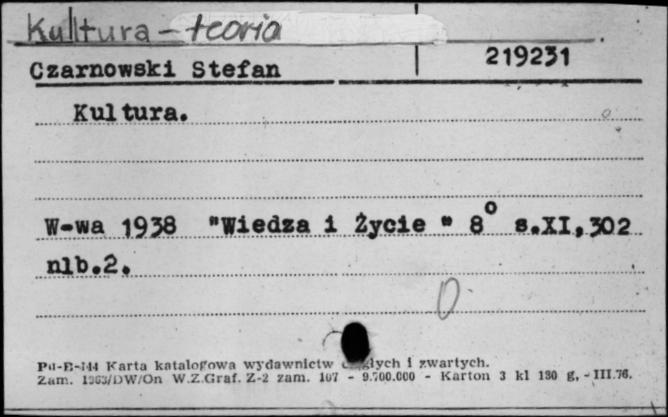 Kultura - teoria
219231
Czarnowski Stefan
Kultura.
W-wa 1938 "Wiedza i Życie " 8° s.XI,302
nlb.2.
0
Pu-B-144 Karta katalogowa wydawnictw ciągłych i zwartych.
Zam. 1363/DW/On W.Z.Graf. Z-2 zam. 107 - 9.700.000 - Karton 3 kl 180 g, - III.76.